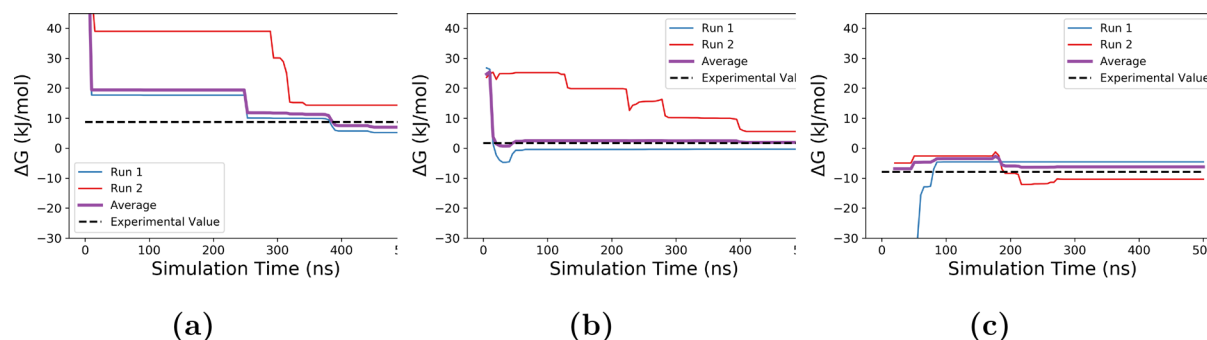 40
30
20
10
0
−10
−20
−30
ΔG (kJ/mol)
0 100 200 300 400 5
Simulation Time (ns)
Run 1
Run 2
Average
Experimental Value
(a)
40
30
20
10
0
−10
−20
−30
ΔG (kJ/mol)
0 100 200 300 400 5
Simulation Time (ns)
Run 1
Run 2
Average
Experimental Val
(b)
40
30
20
10
0
−10
−20
−30
ΔG (kJ/mol)
0 100 200 300 400 50
Simulation Time (ns)
Run 1
Run 2
Average
Experimental Value
(c)